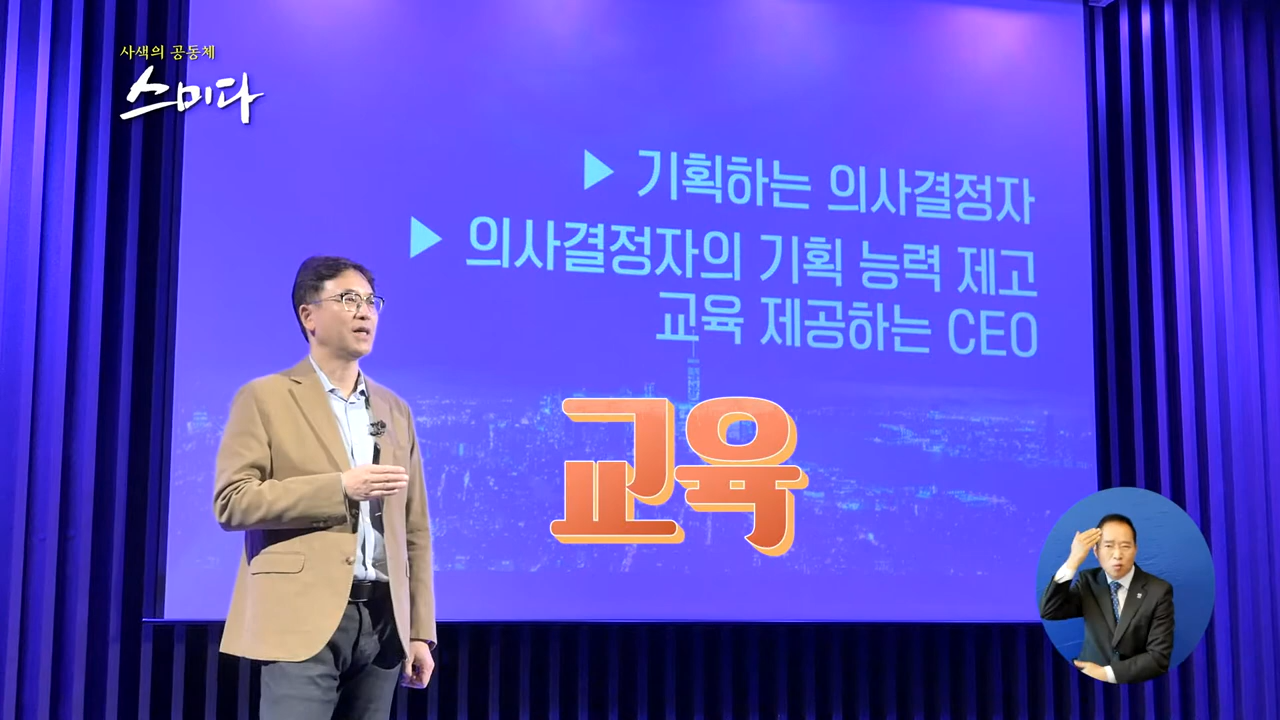 사색의 공동체
스미다
▶ 기획하는 의사결정자
▶ 의사결정자의 기획 능력 제고
교육 제공하는 CEO
교육